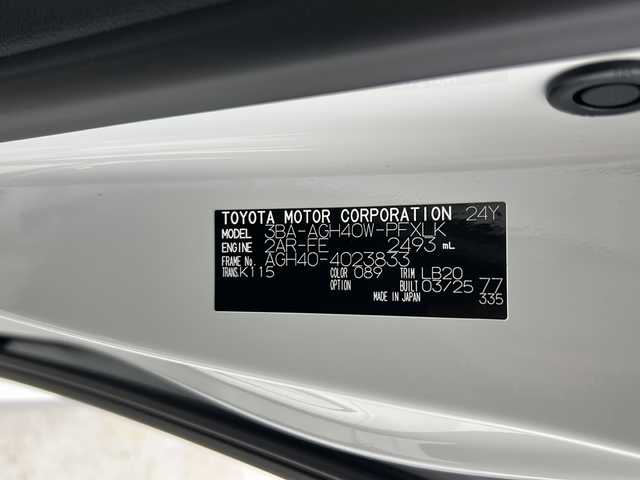 TOYOTA MOTOR CORPORATION 24Y
MODEL 3BA-AGH40W-PFXLK
ENGINE 2AR-FE 2493 mL
FRAME No. AGH40-4023833
TRANS. K115 COLOR 089 TRIM LB20
OPTION BUILT 03/25 77
MADE IN JAPAN 335